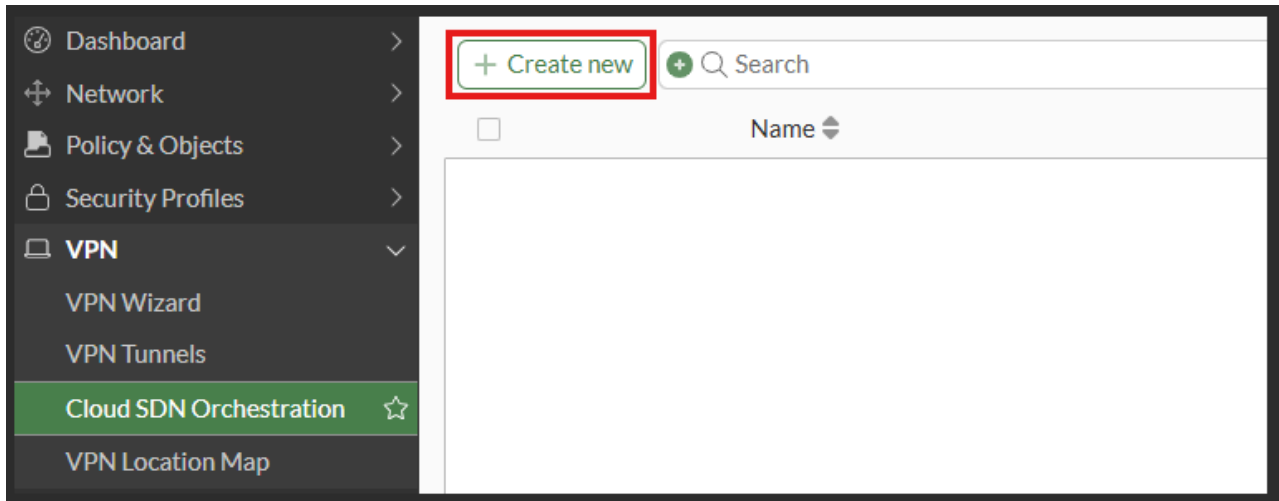 Dashboard
Network
Policy & Objects
Security Profiles
VPN
VPN Wizard
VPN Tunnels
Cloud SDN Orchestration
VPN Location Map
+ Create new
Search
Name